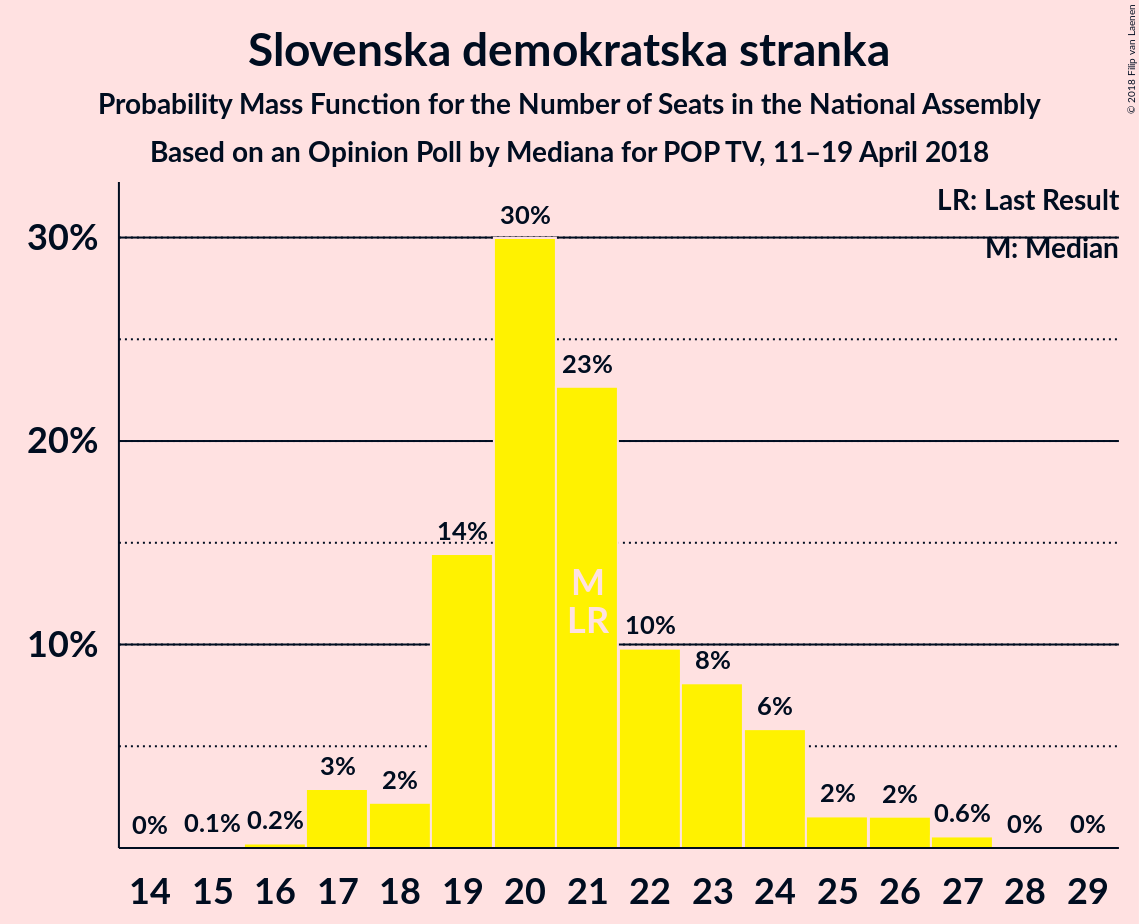 Slovenska demokratska stranka
Probability Mass Function for the Number of Seats in the National Assembly
Based on an Opinion Poll by Mediana for POP TV, 11–19 April 2018
© 2018 Filip van Laenen
LR: Last Result
M: Median
30%
20%
10%
0%
0.1%
0.2%
3%
2%
14%
30%
23%
10%
8%
6%
2%
2%
0.6%
0%
0%
M
LR
14 15 16 17 18 19 20 21 22 23 24 25 26 27 28 29